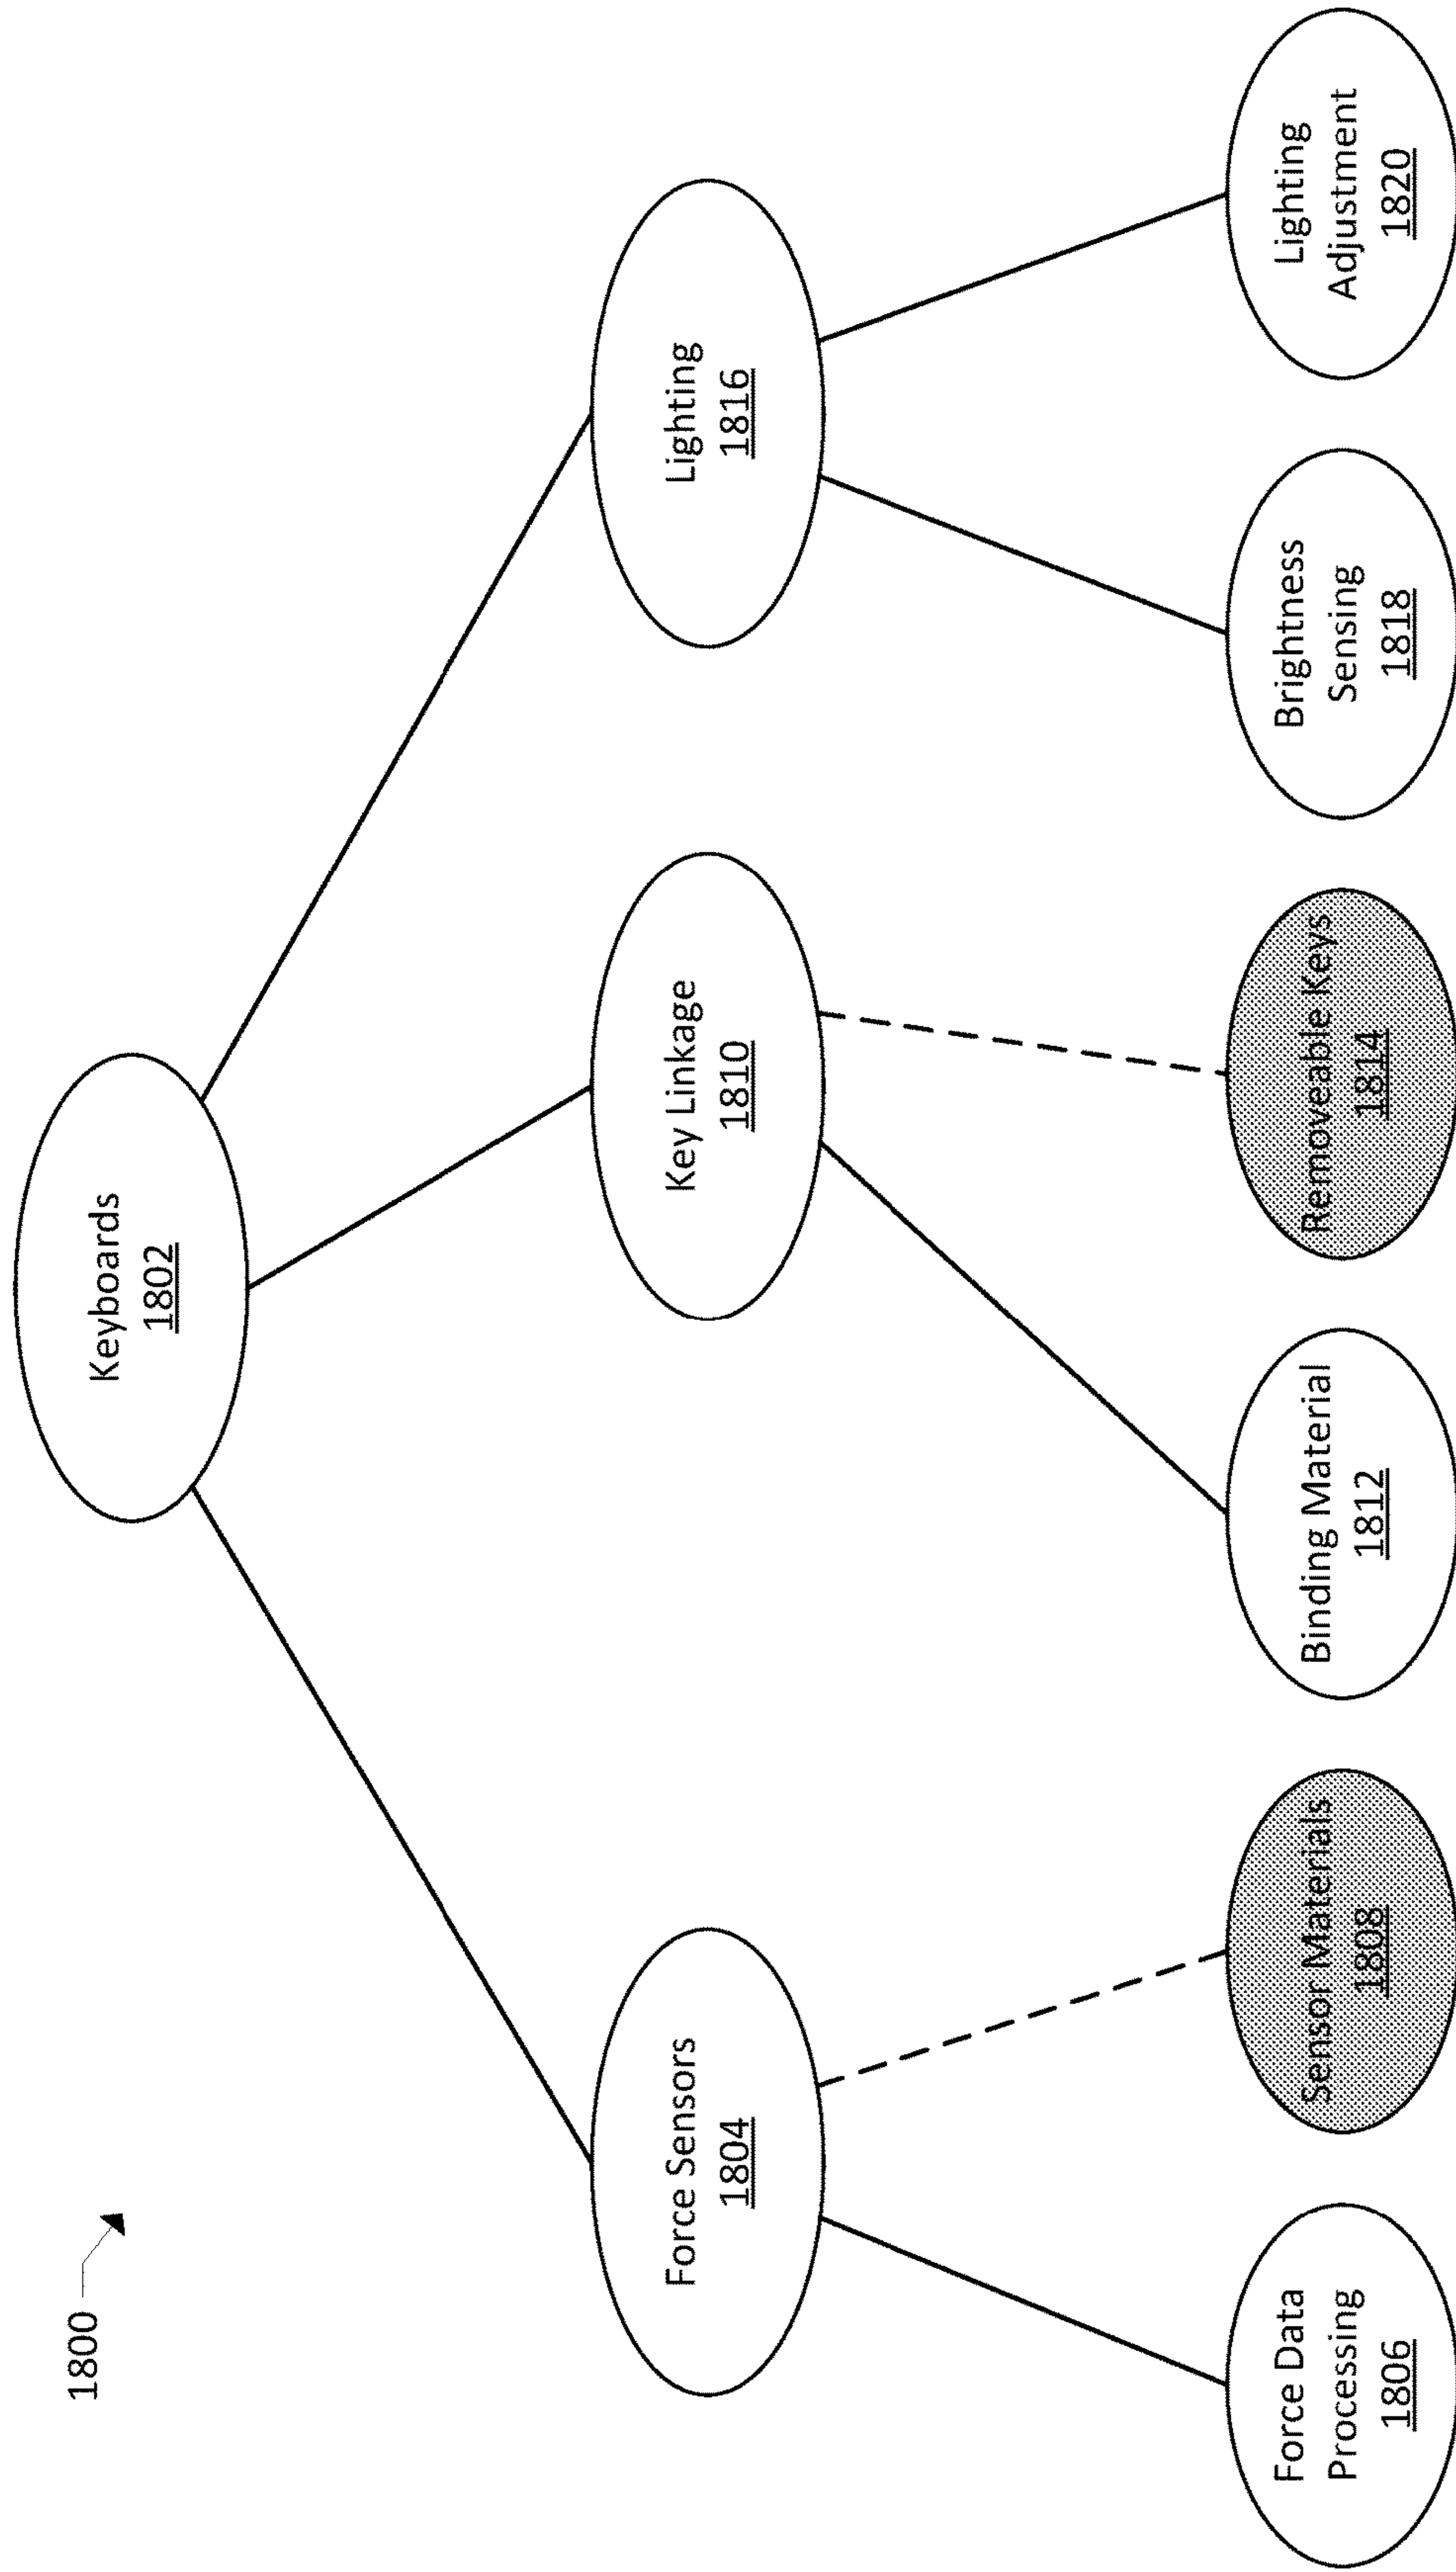 1800
Keyboards
1802
Force Sensors
1804
Key Linkage
1810
Lighting
1816
Force Data
Processing
1806
Sensor Materials
1808
Binding Material
1812
Removeable Keys
1814
Brightness
Sensing
1818
Lighting
Adjustment
1820